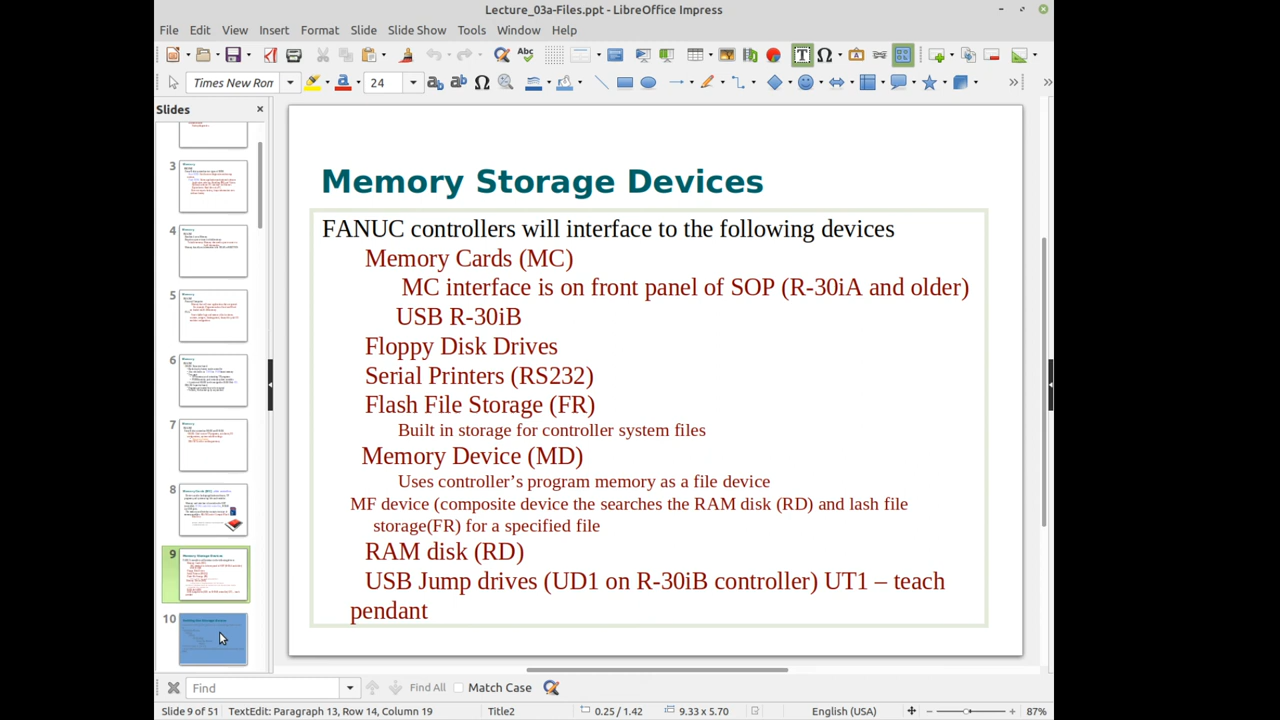 Lecture_03a-Files.ppt - LibreOffice Impress
File Edit View Insert Format Slide Slide Show Tools Window Help
Times New Rom 24
Slides
3
4
5
6
7
8
9
10
Memory Storage Devices
FANUC controllers will interface to the following devices
Memory Cards (MC)
MC interface is on front panel of SOP (R-30iA and older)
USB R-30iB
Floppy Disk Drives
Serial Printers (RS232)
Flash File Storage (FR)
Built in storage for controller system files
Memory Device (MD)
Uses controller’s program memory as a file device
MF device (composite device the searches the RAM disk (RD) and lash file
storage(FR) for a specified file
RAM disk (RD)
USB Jump drives (UD1 on R-30iB controller) UT1 – teach
pendant
Find Find All Match Case
Slide 9 of 51 TextEdit: Paragraph 13, Row 14, Column 19 Title2 0.25 / 1.42 9.33 x 5.70 English (USA) 87%